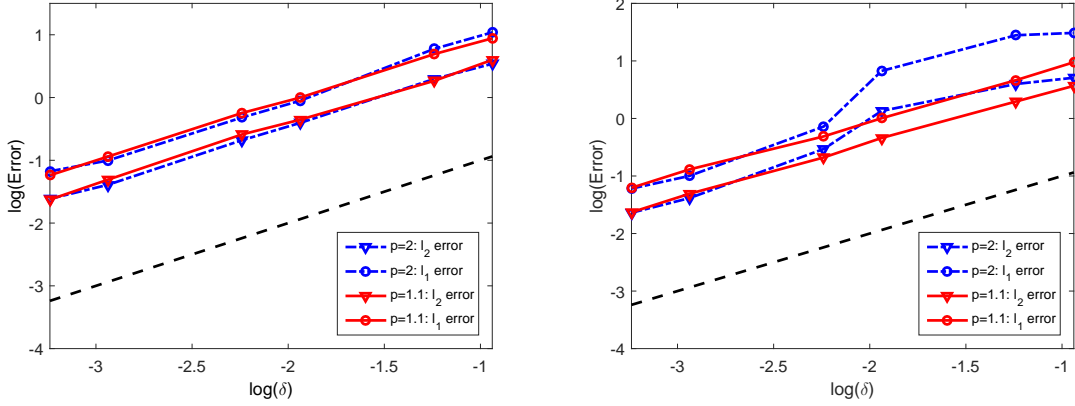 1
0
-1
-2
-3
-4
log(Error)
-3
-2.5
-2
-1.5
-1
log(δ)
p=2: l2 error
p=2: l1 error
p=1.1: l2 error
p=1.1: l1 error
2
1
0
-1
-2
-3
-4
log(Error)
-3
-2.5
-2
-1.5
-1
log(δ)
p=2: l2 error
p=2: l1 error
p=1.1: l2 error
p=1.1: l1 error